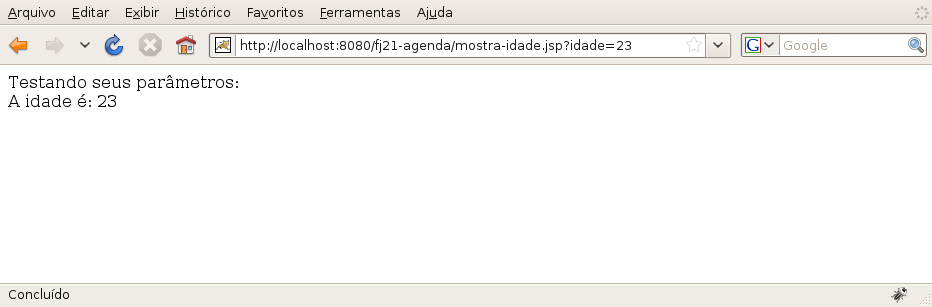 Arquivo Editar Exibir Histórico Favoritos Ferramentas Ajuda
http://localhost:8080/fj21-agenda/mostra-idade.jsp?idade=23 G Google
Testando seus parâmetros:
A idade é: 23
Concluído